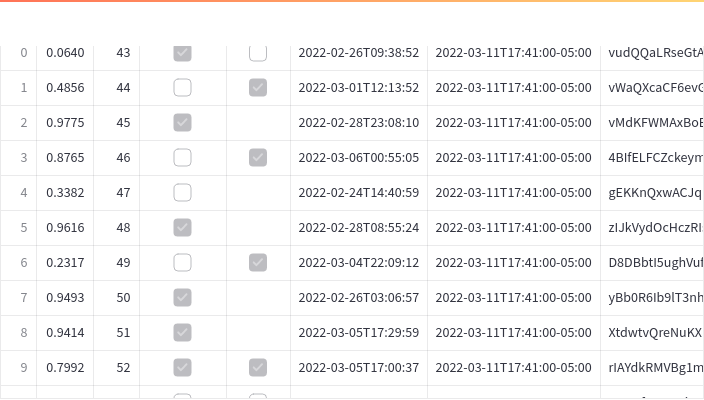 0 0.0640 43 2022-02-26T09:38:52 2022-03-11T17:41:00-05:00 vudQQaLRseGtA
1 0.4856 44 2022-03-01T12:13:52 2022-03-11T17:41:00-05:00 vWaQXcaCF6evG
2 0.9775 45 2022-02-28T23:08:10 2022-03-11T17:41:00-05:00 vMdKFWMAxBoE
3 0.8765 46 2022-03-06T00:55:05 2022-03-11T17:41:00-05:00 4BIfELFCZckeym
4 0.3382 47 2022-02-24T14:40:59 2022-03-11T17:41:00-05:00 gEKKnQxwACJq
5 0.9616 48 2022-02-28T08:55:24 2022-03-11T17:41:00-05:00 zIJkVydOcHczRI
6 0.2317 49 2022-03-04T22:09:12 2022-03-11T17:41:00-05:00 D8DBbtI5ughVuf
7 0.9493 50 2022-02-26T03:06:57 2022-03-11T17:41:00-05:00 yBb0R6Ib9lT3nh
8 0.9414 51 2022-03-05T17:29:59 2022-03-11T17:41:00-05:00 XtdwtvQreNuKX
9 0.7992 52 2022-03-05T17:00:37 2022-03-11T17:41:00-05:00 rIAYdkRMVBg1m